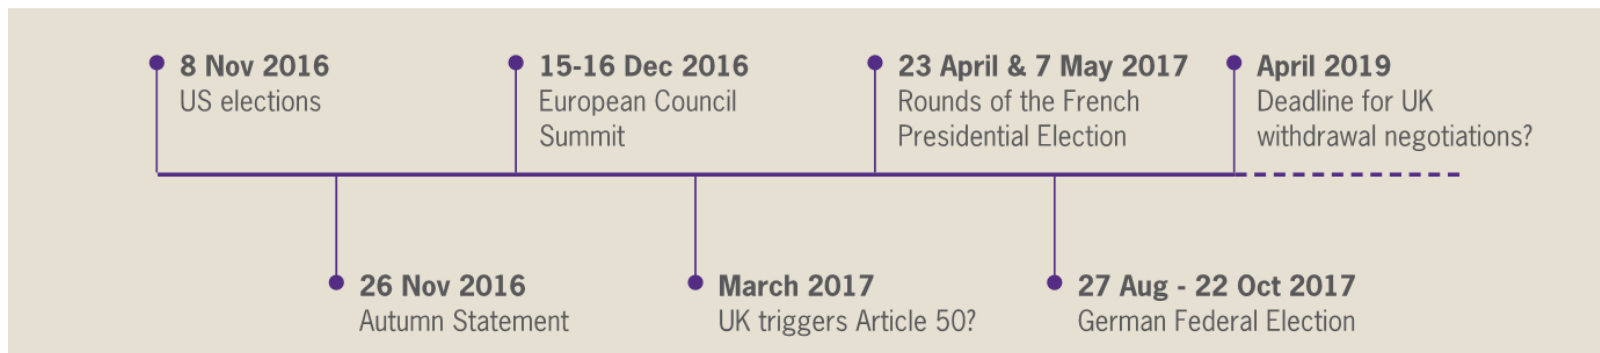 8 Nov 2016
US elections
15-16 Dec 2016
European Council
Summit
23 April & 7 May 2017
Rounds of the French
Presidential Election
April 2019
Deadline for UK
withdrawal negotiations?
26 Nov 2016
Autumn Statement
March 2017
UK triggers Article 50?
27 Aug - 22 Oct 2017
German Federal Election